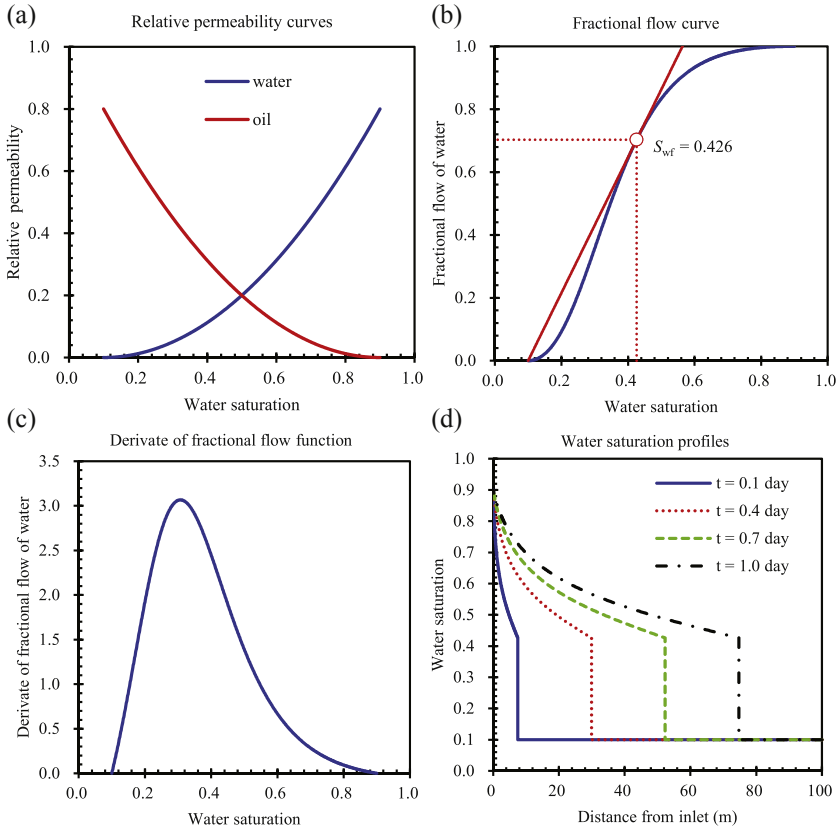 (a)
Relative permeability curves
1.0
0.8
0.6
0.4
0.2
0.0
Relative permeability
water
oil
0.0 0.2 0.4 0.6 0.8 1.0
Water saturation
(b)
Fractional flow curve
1.0
0.8
0.6
0.4
0.2
0.0
Fractional flow of water
Swf = 0.426
0.0 0.2 0.4 0.6 0.8 1.0
Water saturation
(c)
Derivate of fractional flow function
3.5
3.0
2.5
2.0
1.5
1.0
0.5
0.0
Derivate of fractional flow of water
0.0 0.2 0.4 0.6 0.8 1.0
Water saturation
(d)
Water saturation profiles
1.0
0.9
0.8
0.7
0.6
0.5
0.4
0.3
0.2
0.1
0.0
Water saturation
t = 0.1 day
t = 0.4 day
t = 0.7 day
t = 1.0 day
0 20 40 60 80 100
Distance from inlet (m)